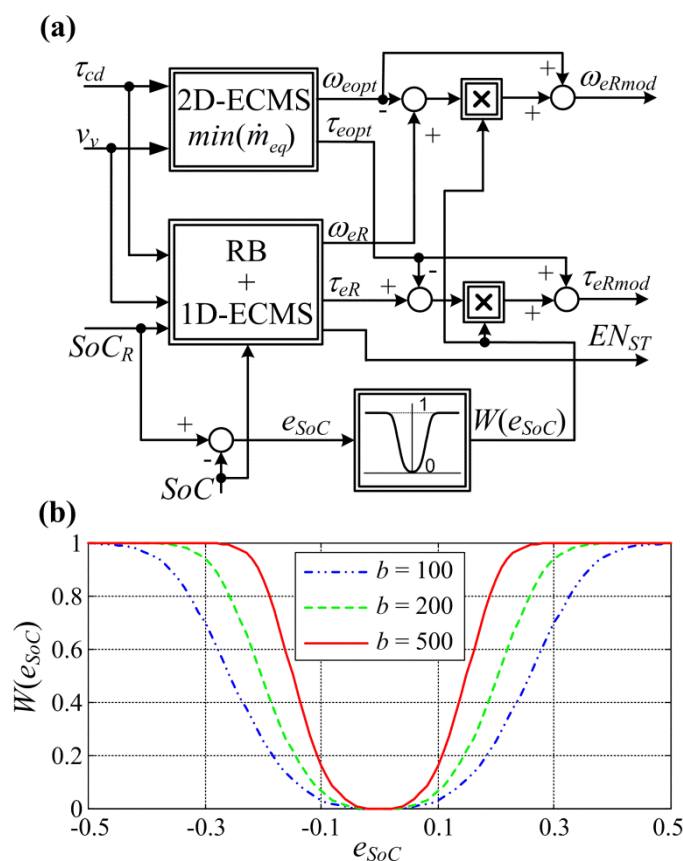 (a)
τcd
vv
2D-ECMS
min(ṁeq)
ωeopt
τeopt
-
+
×
+
+
ωeRmod
RB
+
1D-ECMS
ωeR
τeR
+
-
×
+
+
τeRmod
ENST
SoCR
+
-
SoC
eSoC
1
0
W(eSoC)
(b)
W(eSoC)
1
0.8
0.6
0.4
0.2
0
b = 100
b = 200
b = 500
-0.5
-0.3
-0.1
0.1
0.3
0.5
eSoC